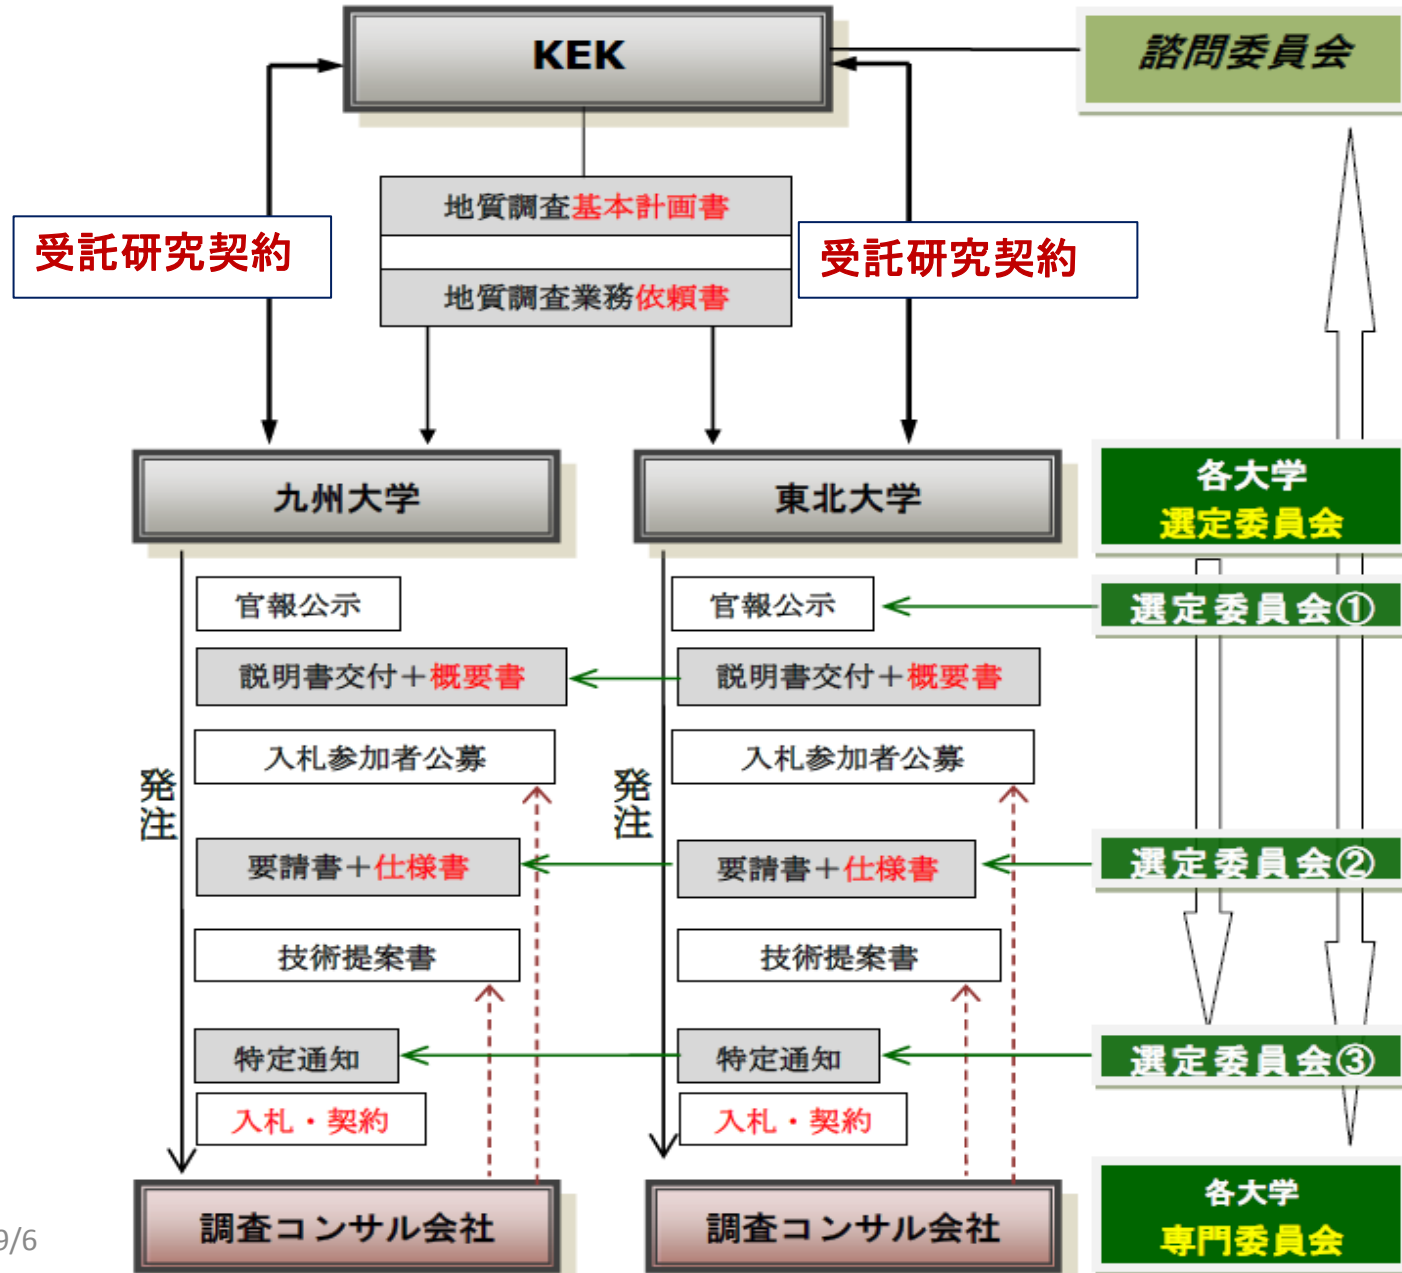 KEK
諮問委員会
地質調査基本計画書
受託研究契約
受託研究契約
地質調査業務依頼書
九州大学
東北大学
各大学
選定委員会
官報公示
官報公示
選定委員会①
説明書交付＋概要書
説明書交付＋概要書
入札参加者公募
入札参加者公募
発注
発注
要請書＋仕様書
要請書＋仕様書
選定委員会②
技術提案書
技術提案書
特定通知
特定通知
選定委員会③
入札・契約
入札・契約
調査コンサル会社
調査コンサル会社
各大学
専門委員会
9/6